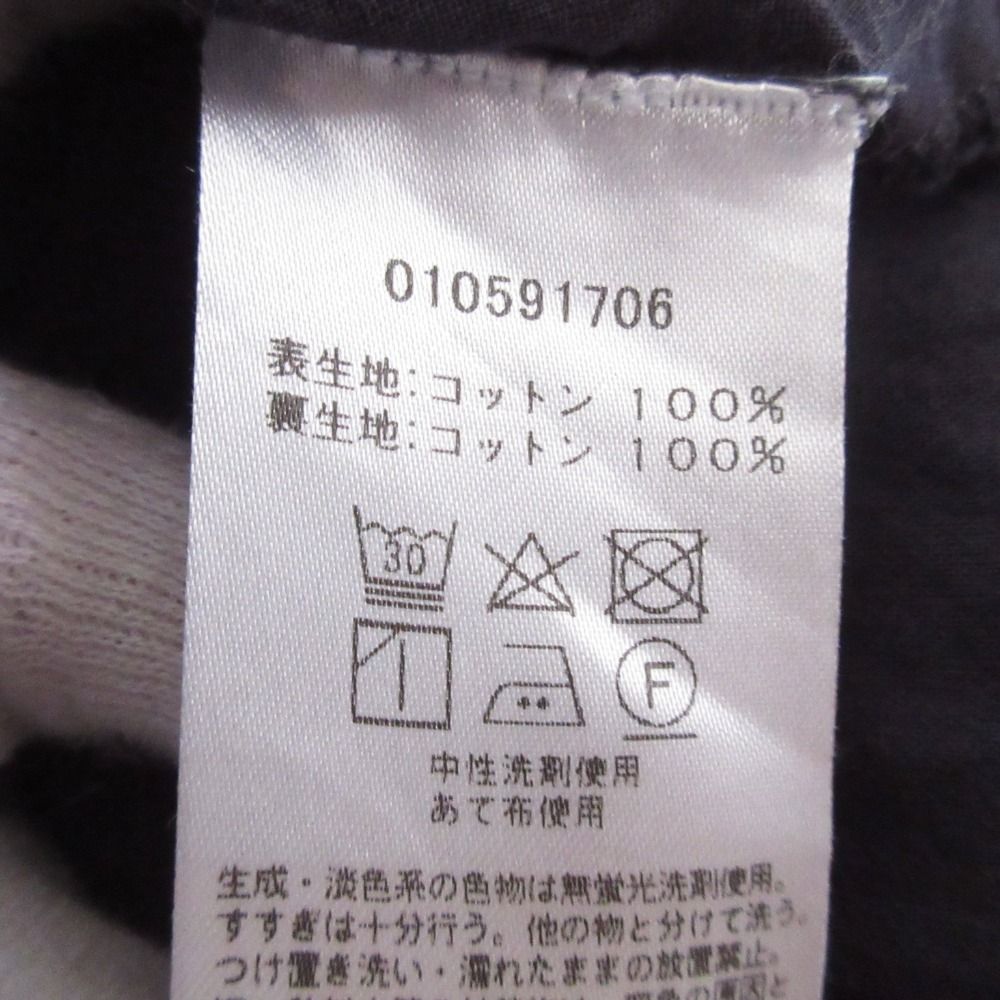 010591706
表生地:コットン 100%
裏生地:コットン 100%
30
F
中性洗剤使用
あて布使用
生成・淡色系の色物は無蛍光洗剤使用。
すすぎは十分行う。他の物と分けて洗う。
つけ置き洗い・濡れたままの放置禁止。
原因と